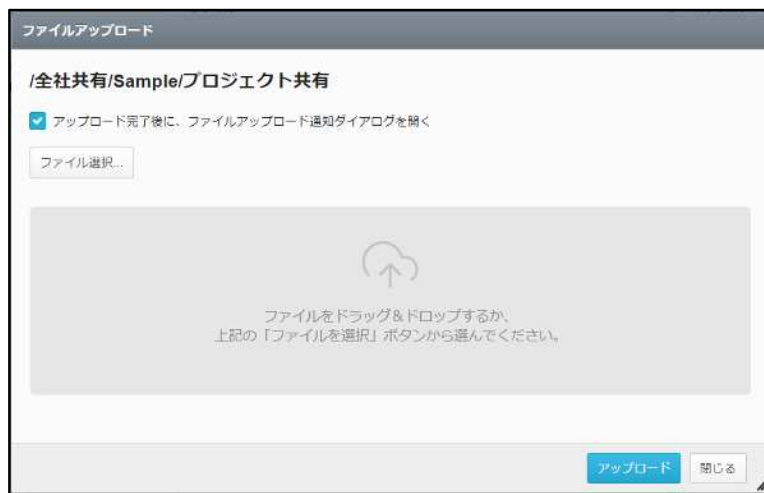 ファイルアップロード
/全社共有/Sample/プロジェクト共有
アップロード完了後に、ファイルアップロード通知ダイアログを開く
ファイル選択...
ファイルをドラッグ&ドロップするか、
上記の「ファイルを選択」ボタンから選んでください。
アップロード 閉じる